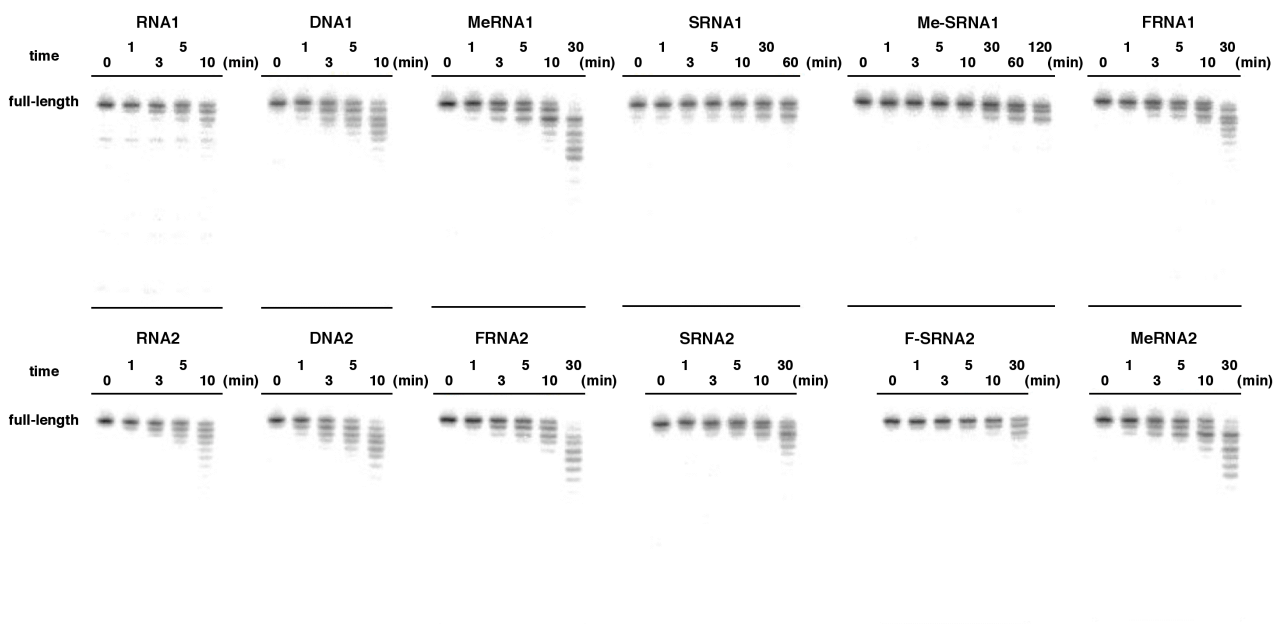 RNA1 DNA1 MeRNA1 SRNA1 Me-SRNA1 FRNA1
1 5 1 5 1 5 30 1 5 30 1 5 30 120 1 5 30
time
0 3 10 (min) 0 3 10 (min) 0 3 10 (min) 0 3 10 60 (min) 0 3 10 60 (min) 0 3 10 (min)
full-length
RNA2 DNA2 FRNA2 SRNA2 F-SRNA2 MeRNA2
1 5 1 5 1 5 30 1 5 30 1 5 30 1 5 30
time
0 3 10 (min) 0 3 10 (min) 0 3 10 (min) 0 3 10 (min) 0 3 10 (min) 0 3 10 (min)
full-length